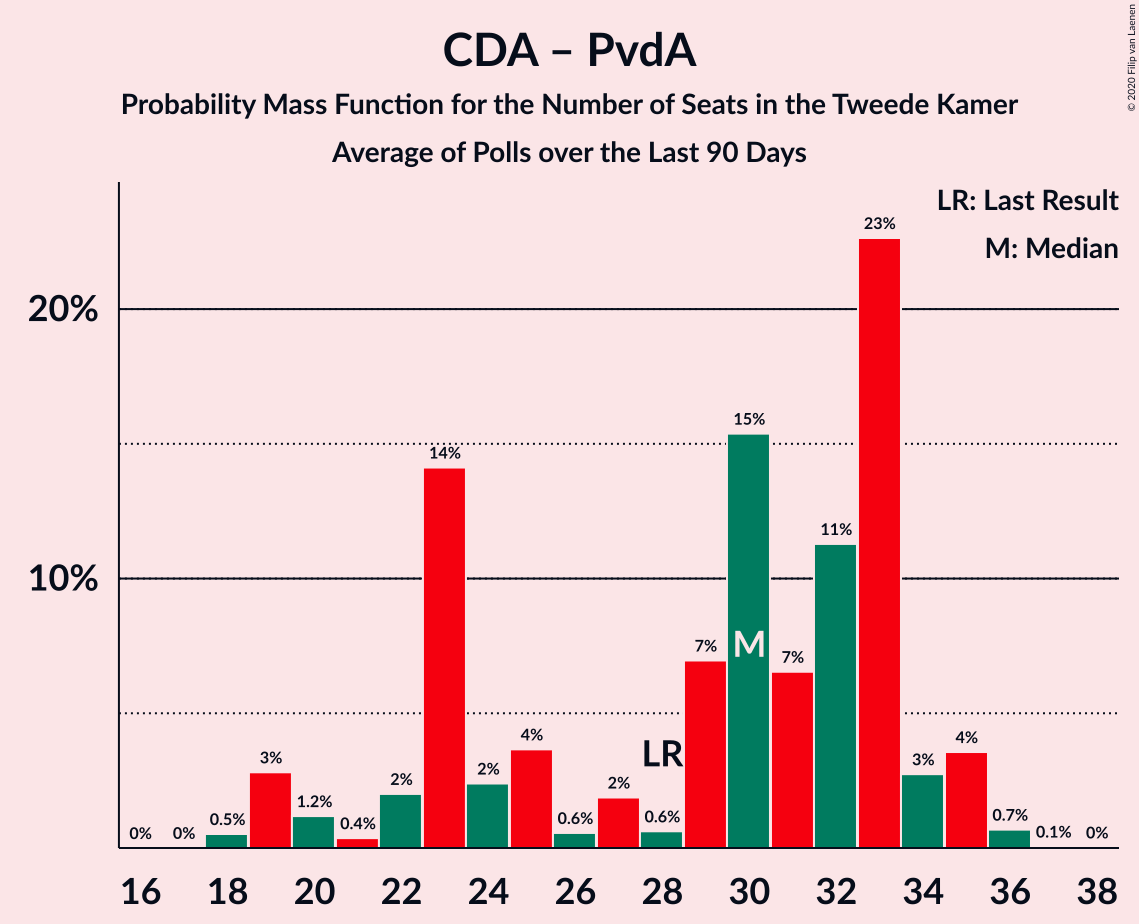 © 2020 Filip van Laenen
CDA – PvdA
Probability Mass Function for the Number of Seats in the Tweede Kamer
Average of Polls over the Last 90 Days
LR: Last Result
M: Median
20%
10%
0%
0%
0.5%
3%
1.2%
0.4%
2%
14%
2%
4%
0.6%
2%
0.6%
LR
7%
15%
M
7%
11%
23%
3%
4%
0.7%
0.1%
0%
16 18 20 22 24 26 28 30 32 34 36 38